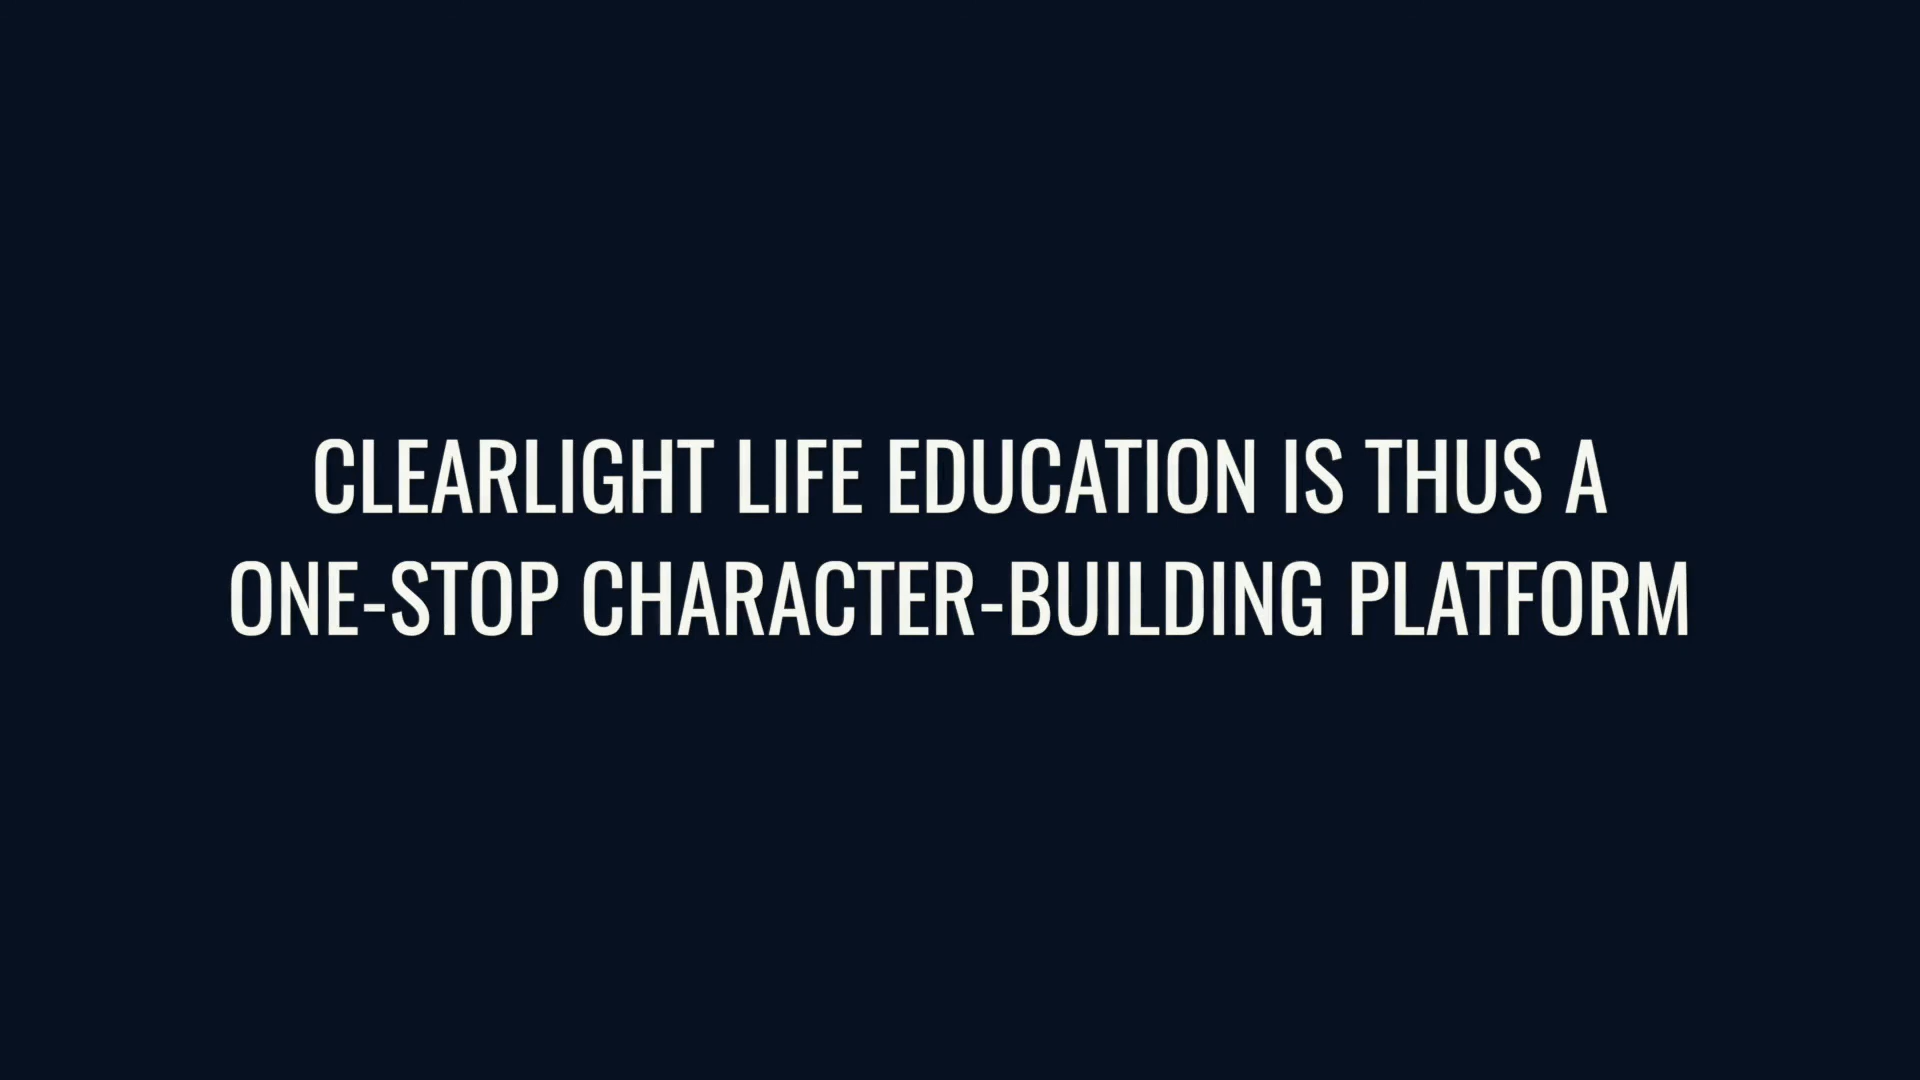 CLEARLIGHT LIFE EDUCATION IS THUS A
ONE-STOP CHARACTER-BUILDING PLATFORM